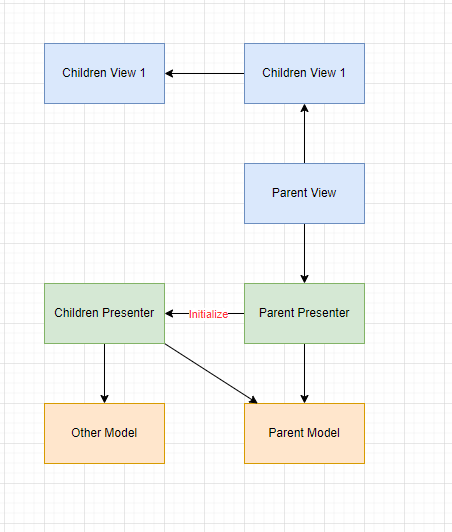 Children View 1
Children View 1
Parent View
Children Presenter
Initialize
Parent Presenter
Other Model
Parent Model